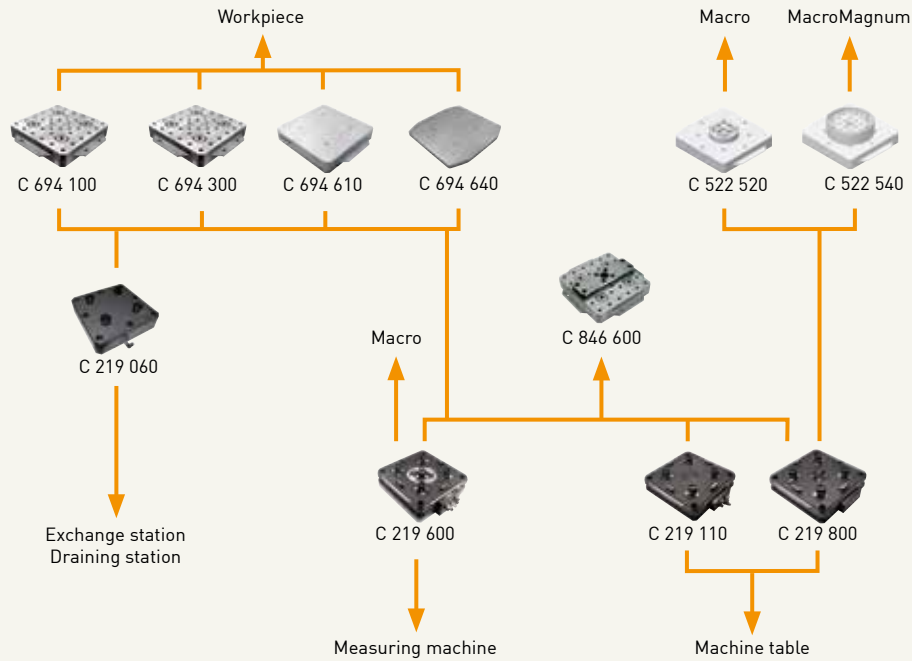 Workpiece
Macro
MacroMagnum
C 694 100
C 694 300
C 694 610
C 694 640
C 522 520
C 522 540
C 219 060
Macro
C 846 600
C 219 600
C 219 110
C 219 800
Exchange station
Draining station
Measuring machine
Machine table